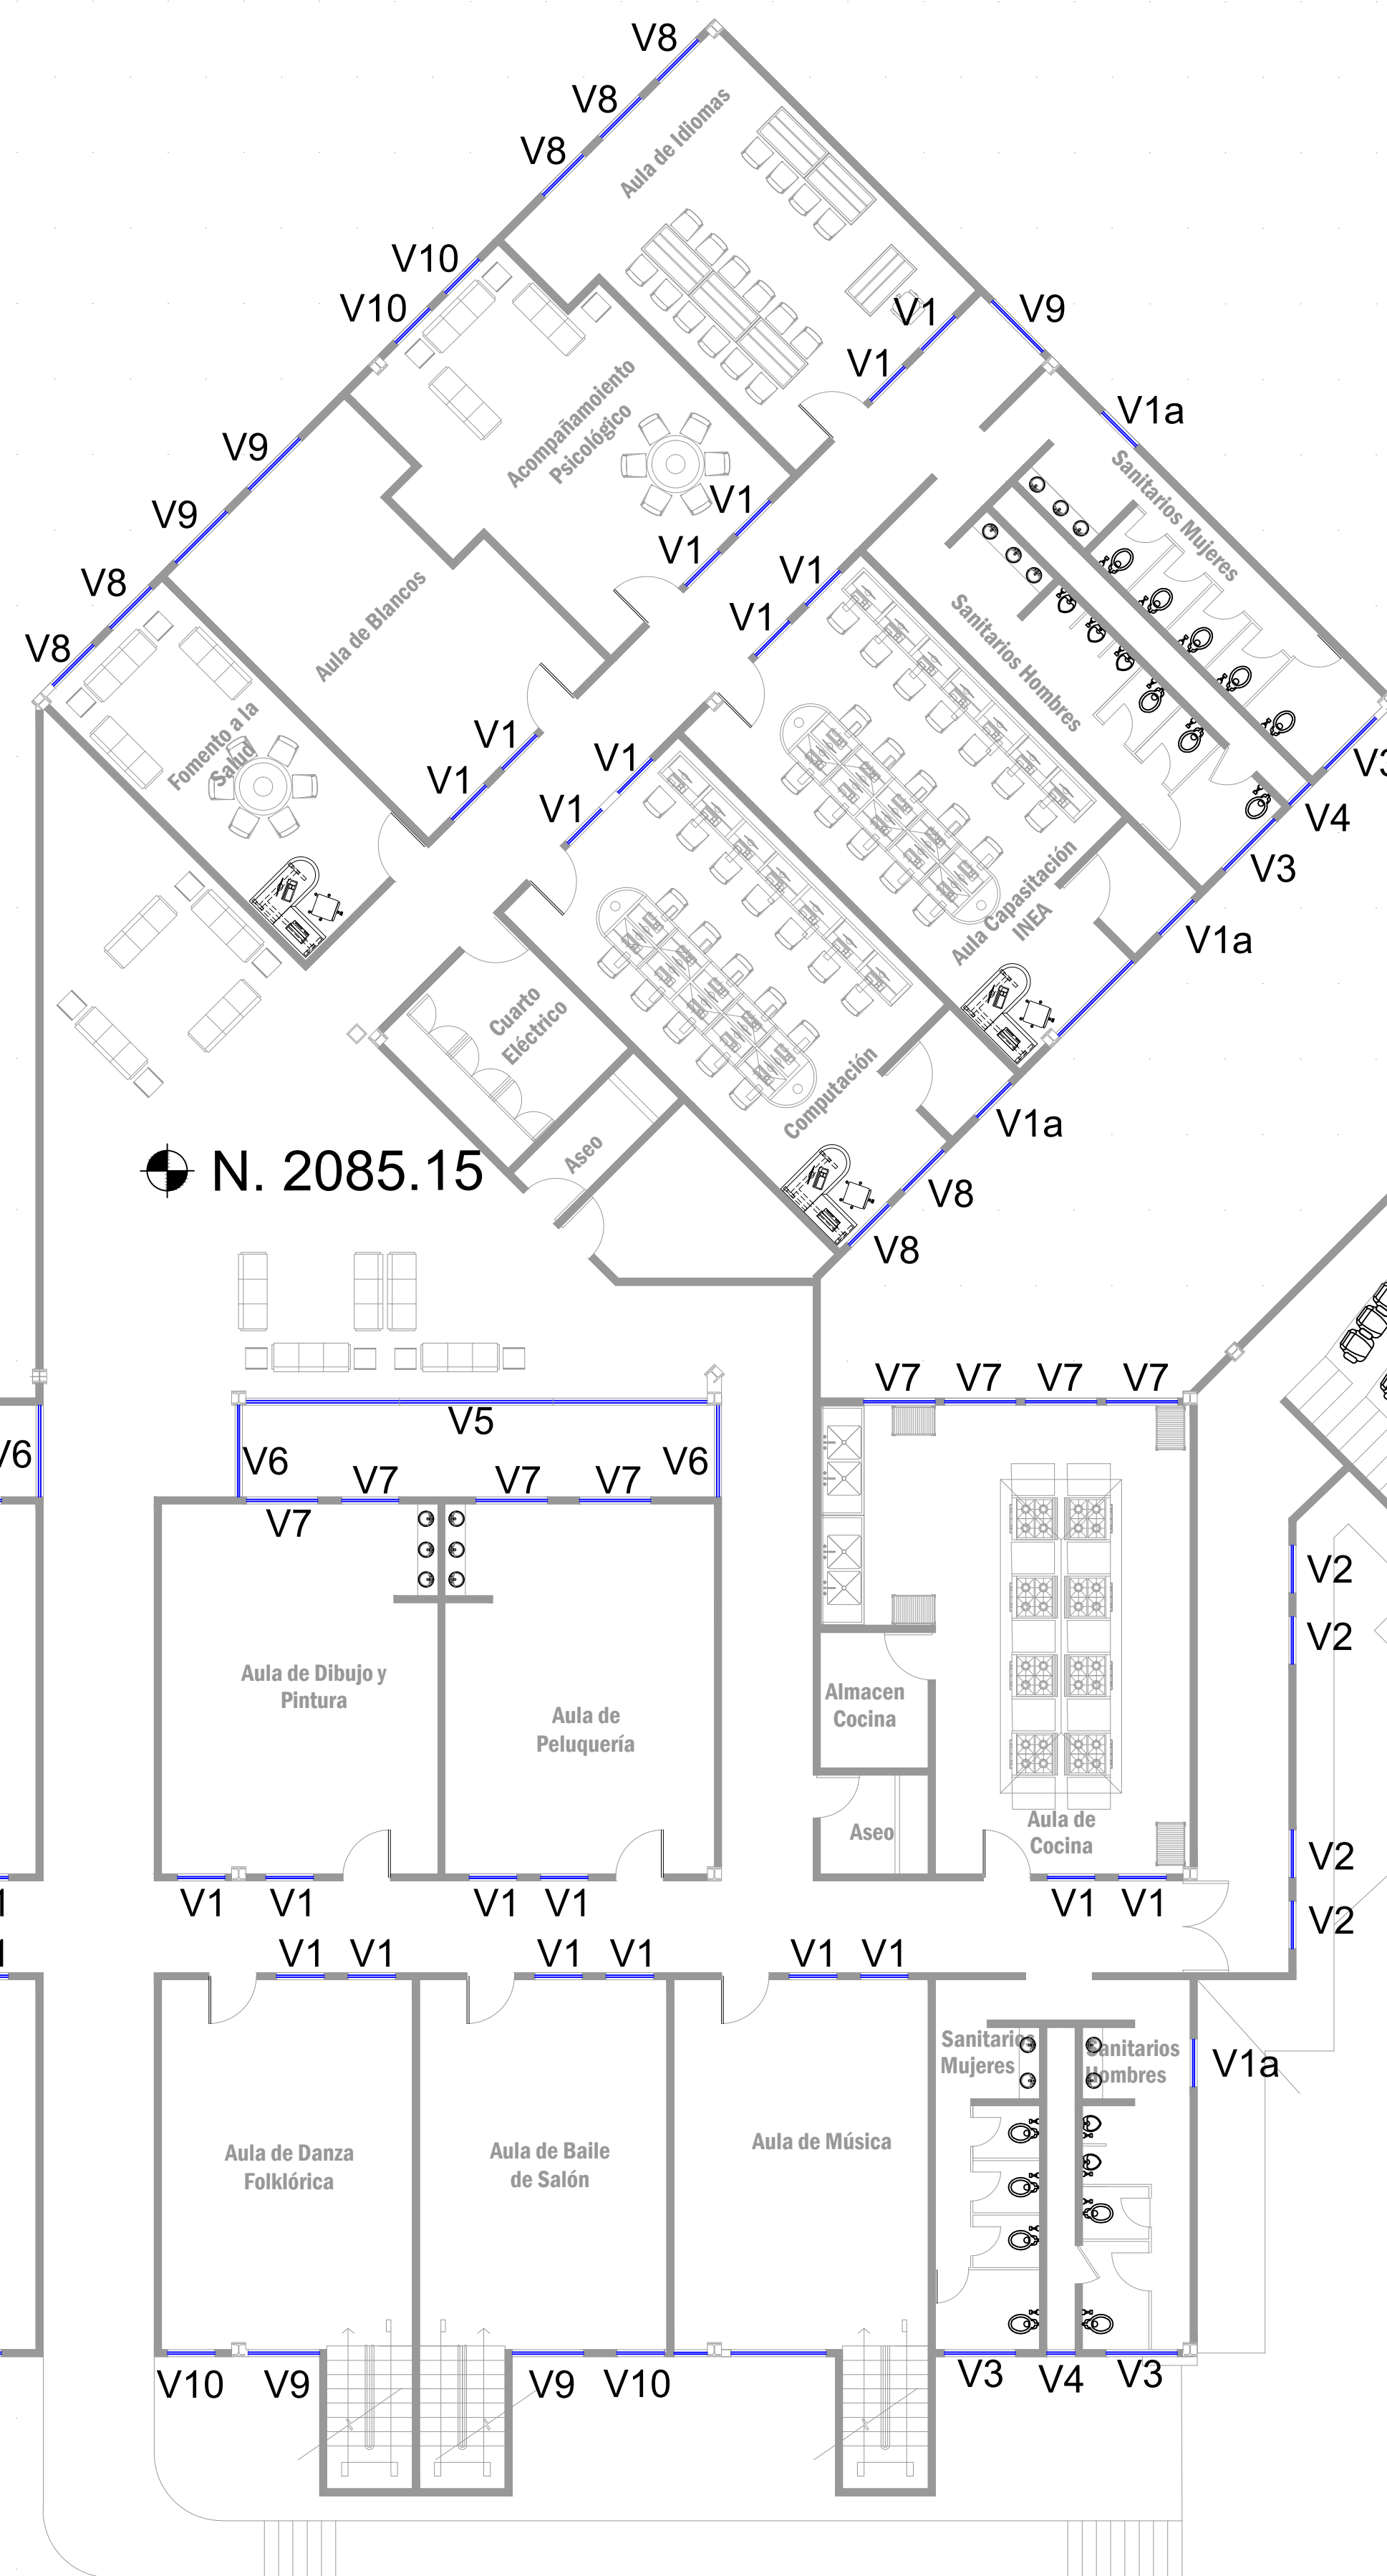 V8
V8
Aula de Idiomas
V8
V10
V9
V10
V1
V1
V1a
Acompañamoiento
Psicológico
V9
Sanitarios Mujeres
V1
V9
V1
V1
V8
Aula de Blancos
V1
Sanitarios Hombres
V8
Fomento a la
Salud
V1
V1
V3
V1
V1
V4
V3
Aula Capasitación
INEA
V1a
Cuarto
Eléctrico
Computación
V1a
Aseo
N. 2085.15
V8
V8
V7
V7
V7
V7
V5
V6
V6
V6
V7
V7
V7
V7
V2
V2
Aula de Dibujo y
Pintura
Aula de
Peluquería
Almacen
Cocina
Aseo
Aula de
Cocina
V2
V1
V1
V1
V1
V1
V1
V2
V1
V1
V1
V1
V1
V1
Sanitarios
Mujeres
Sanitarios
Hombres
V1a
Aula de Danza
Folklórica
Aula de Baile
de Salón
Aula de Música
V10
V9
V9
V10
V3
V4
V3